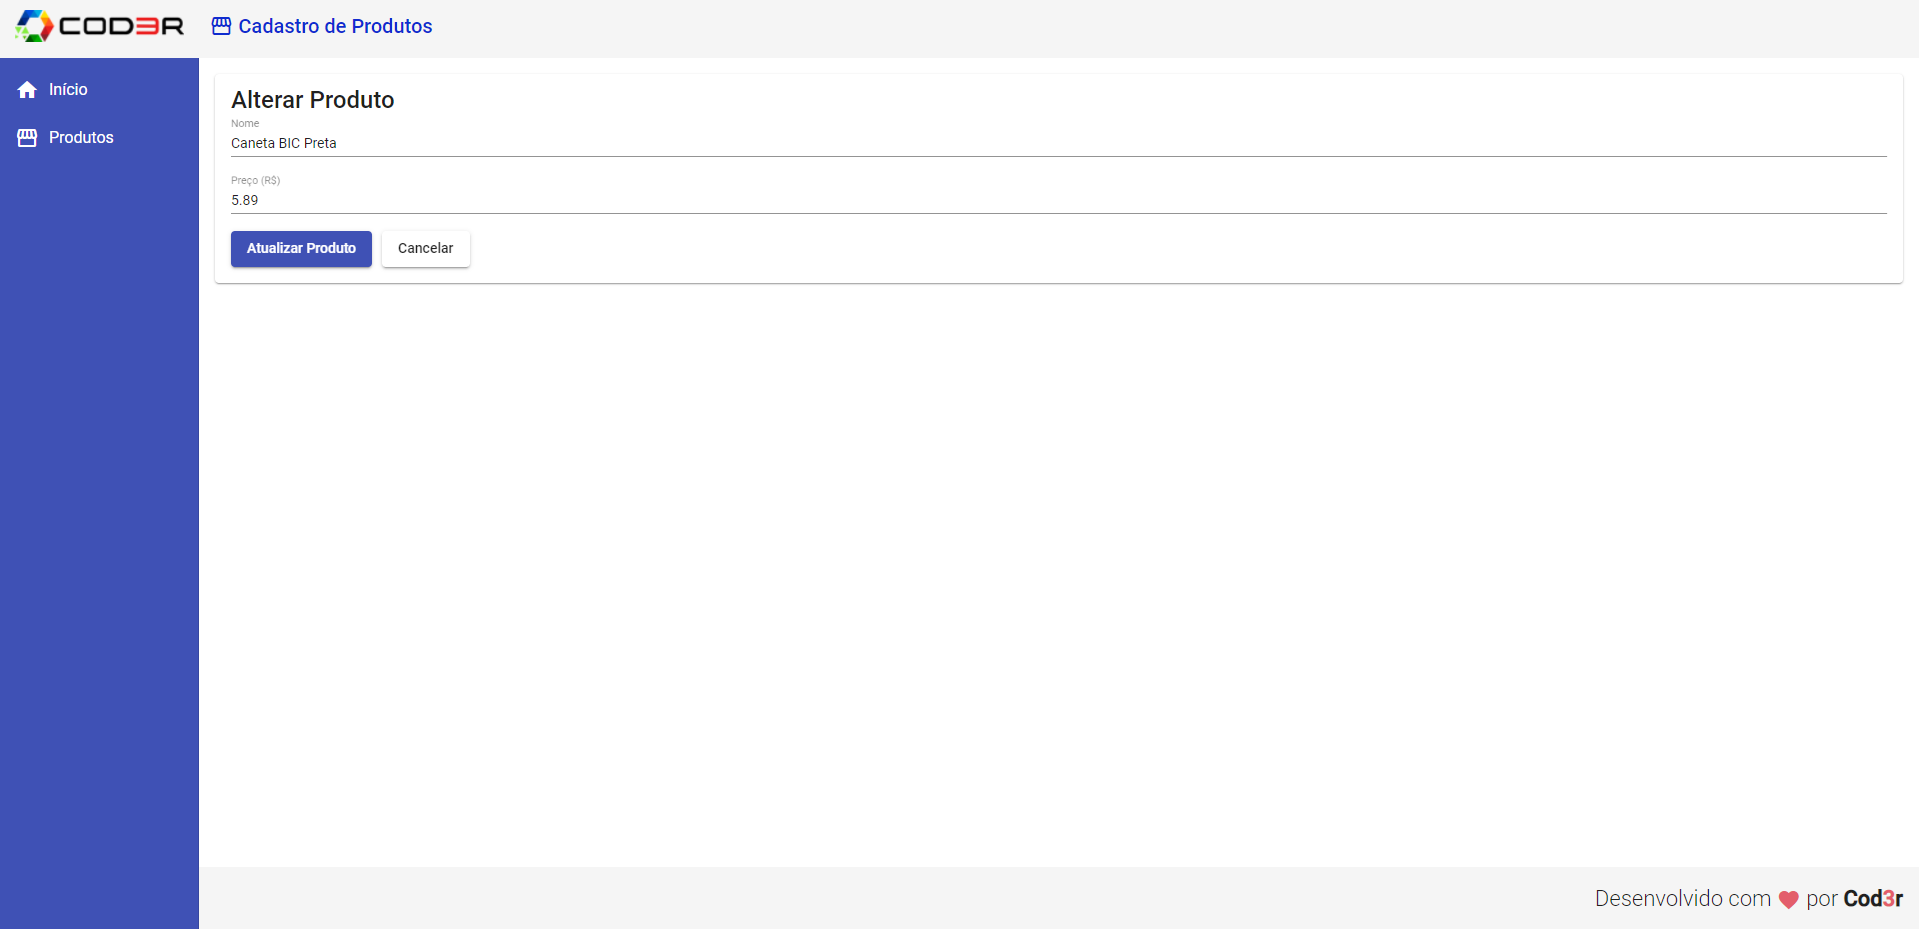 COD3R
Cadastro de Produtos
Início
Produtos
Alterar Produto
Nome
Caneta BIC Preta
Preço (R$)
5.89
Atualizar Produto
Cancelar
Desenvolvido com por Cod3r